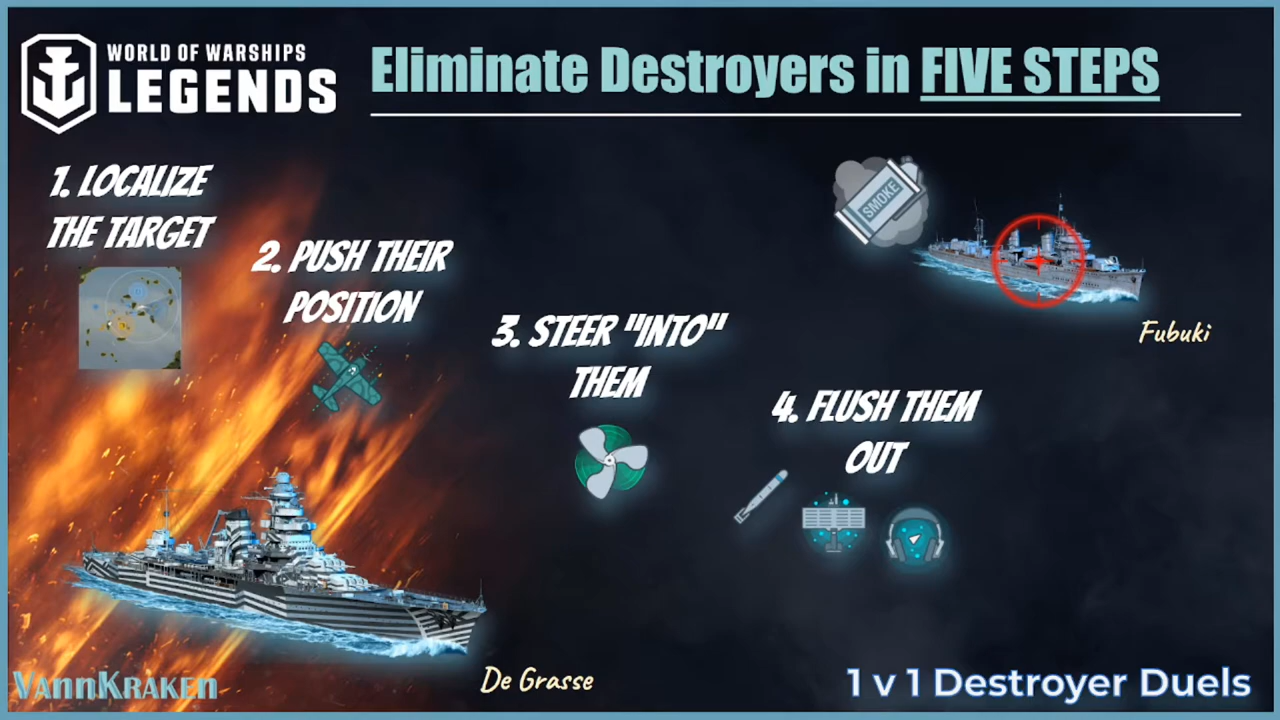 WORLD OF WARSHIPS
LEGENDS
Eliminate Destroyers in FIVE STEPS
1. LOCALIZE
THE TARGET
2. PUSH THEIR
POSITION
3. STEER "INTO"
THEM
4. FLUSH THEM
OUT
SMOKE
Fubuki
De Grasse
VANNKRAKEN
1 v 1 Destroyer Duels